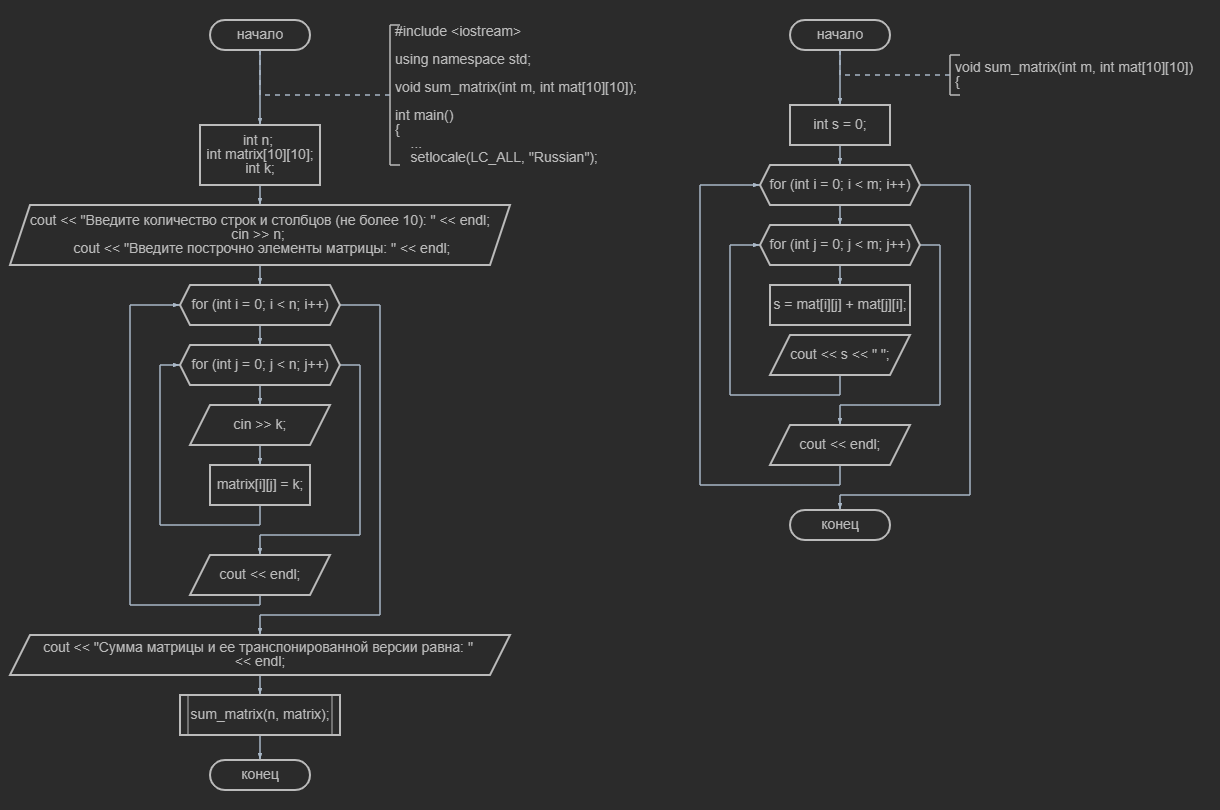 начало
#include <iostream>
using namespace std;
void sum_matrix(int m, int mat[10][10]);
int main()
{
...
setlocale(LC_ALL, "Russian");
int n;
int matrix[10][10];
int k;
cout << "Введите количество строк и столбцов (не более 10): " << endl;
cin >> n;
cout << "Введите построчно элементы матрицы: " << endl;
for (int i = 0; i < n; i++)
for (int j = 0; j < n; j++)
cin >> k;
matrix[i][j] = k;
cout << endl;
cout << "Сумма матрицы и ее транспонированной версии равна: "
<< endl;
sum_matrix(n, matrix);
конец
начало
void sum_matrix(int m, int mat[10][10])
{
int s = 0;
for (int i = 0; i < m; i++)
for (int j = 0; j < m; j++)
s = mat[i][j] + mat[j][i];
cout << s << " ";
cout << endl;
конец